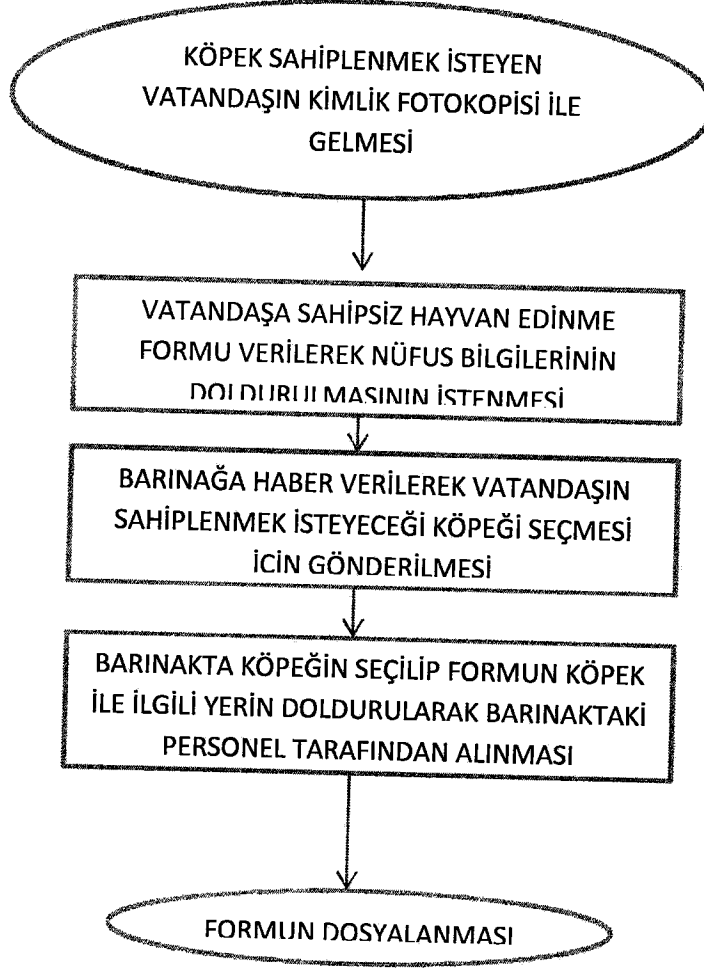 KÖPEK SAHİPLENMEK İSTEYEN
VATANDAŞIN KİMLİK FOTOKOPİSİ İLE
GELMESİ
VATANDAŞA SAHİPSİZ HAYVAN EDİNME
FORMU VERİLEREK NÜFUS BİLGİLERİNİN
DOLDURULMASININ İSTENMESİ
BARINAĞA HABER VERİLEREK VATANDAŞIN
SAHİPLENMEK İSTEYECEĞİ KÖPEĞİ SEÇMESİ
İCİN GÖNDERİLMESİ
BARINAKTA KÖPEĞİN SEÇİLİP FORMUN KÖPEK
İLE İLGİLİ YERİN DOLDURULARAK BARINAKTAKİ
PERSONEL TARAFINDAN ALINMASI
FORMUN DOSYALANMASI